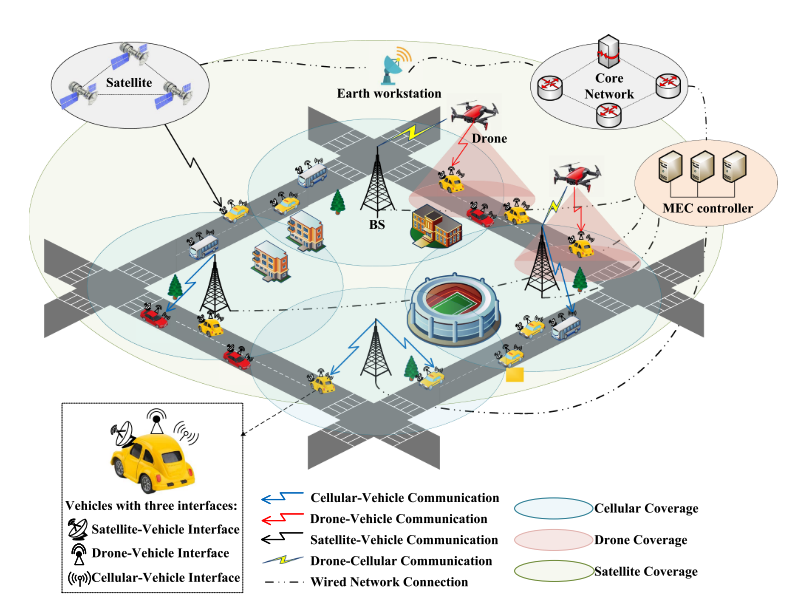 Satellite
Earth workstation
Core
Network
Drone
MEC controller
BS
Vehicles with three interfaces:
Satellite-Vehicle Interface
Drone-Vehicle Interface
Cellular-Vehicle Interface
Cellular-Vehicle Communication
Drone-Vehicle Communication
Satellite-Vehicle Communication
Drone-Cellular Communication
Wired Network Connection
Cellular Coverage
Drone Coverage
Satellite Coverage